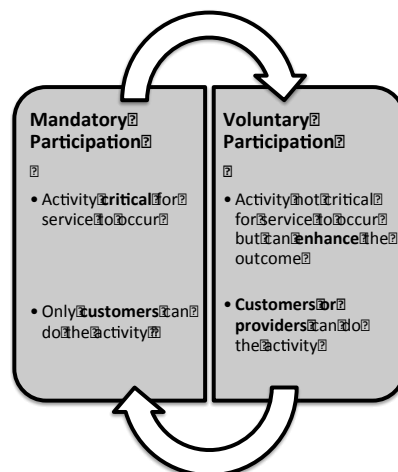 Mandatory
Participation
• Activity critical for
service to occur
• Only customers can
do the activity
Voluntary
Participation
• Activity not critical
for service to occur
but can enhance the
outcome
• Customers or
providers can do
the activity